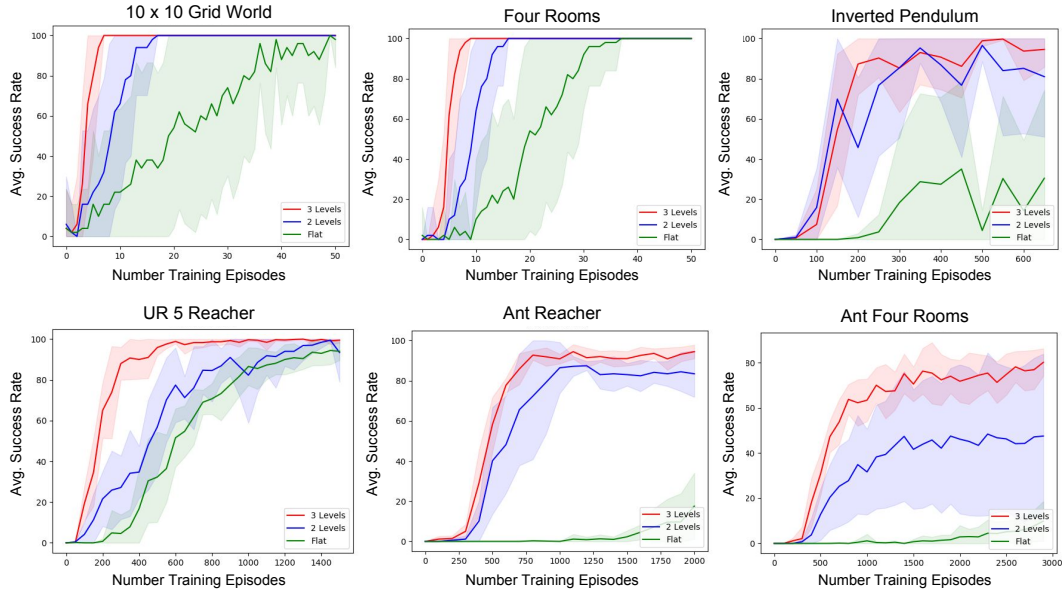 10 x 10 Grid World
Avg. Success Rate
100
80
60
40
20
0
0 10 20 30 40 50
3 Levels
2 Levels
Flat
Number Training Episodes
Four Rooms
Avg. Success Rate
100
80
60
40
20
0
0 10 20 30 40 50
3 Levels
2 Levels
Flat
Number Training Episodes
Inverted Pendulum
Avg. Success Rate
100
80
60
40
20
0
0 100 200 300 400 500 600
3 Levels
2 Levels
Flat
Number Training Episodes
UR 5 Reacher
Avg. Success Rate
100
80
60
40
20
0
0 200 400 600 800 1000 1200 1400
3 Levels
2 Levels
Flat
Number Training Episodes
Ant Reacher
Avg. Success Rate
100
80
60
40
20
0
0 250 500 750 1000 1250 1500 1750 2000
3 Levels
2 Levels
Flat
Number Training Episodes
Ant Four Rooms
Avg. Success Rate
100
80
60
40
20
0
0 500 1000 1500 2000 2500 3000
3 Levels
2 Levels
Flat
Number Training Episodes